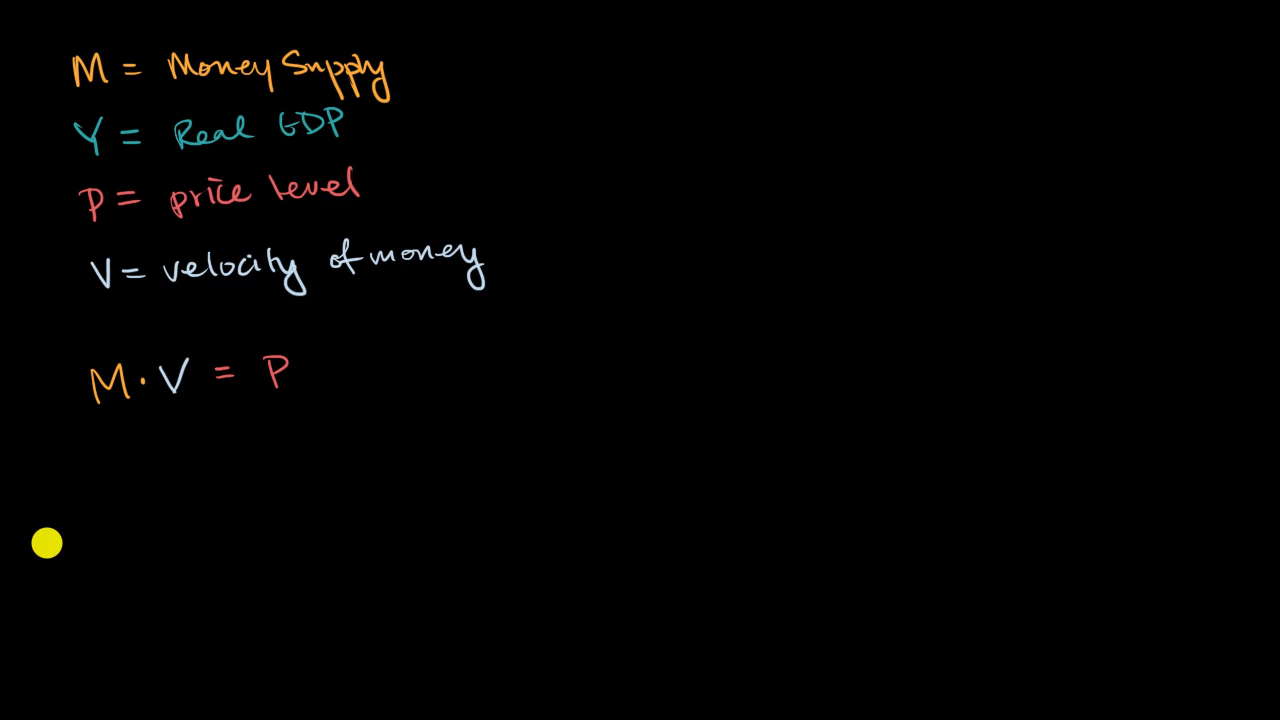 M = Money Supply
Y = Real GDP
P = price level
V = velocity of money
M · V = P